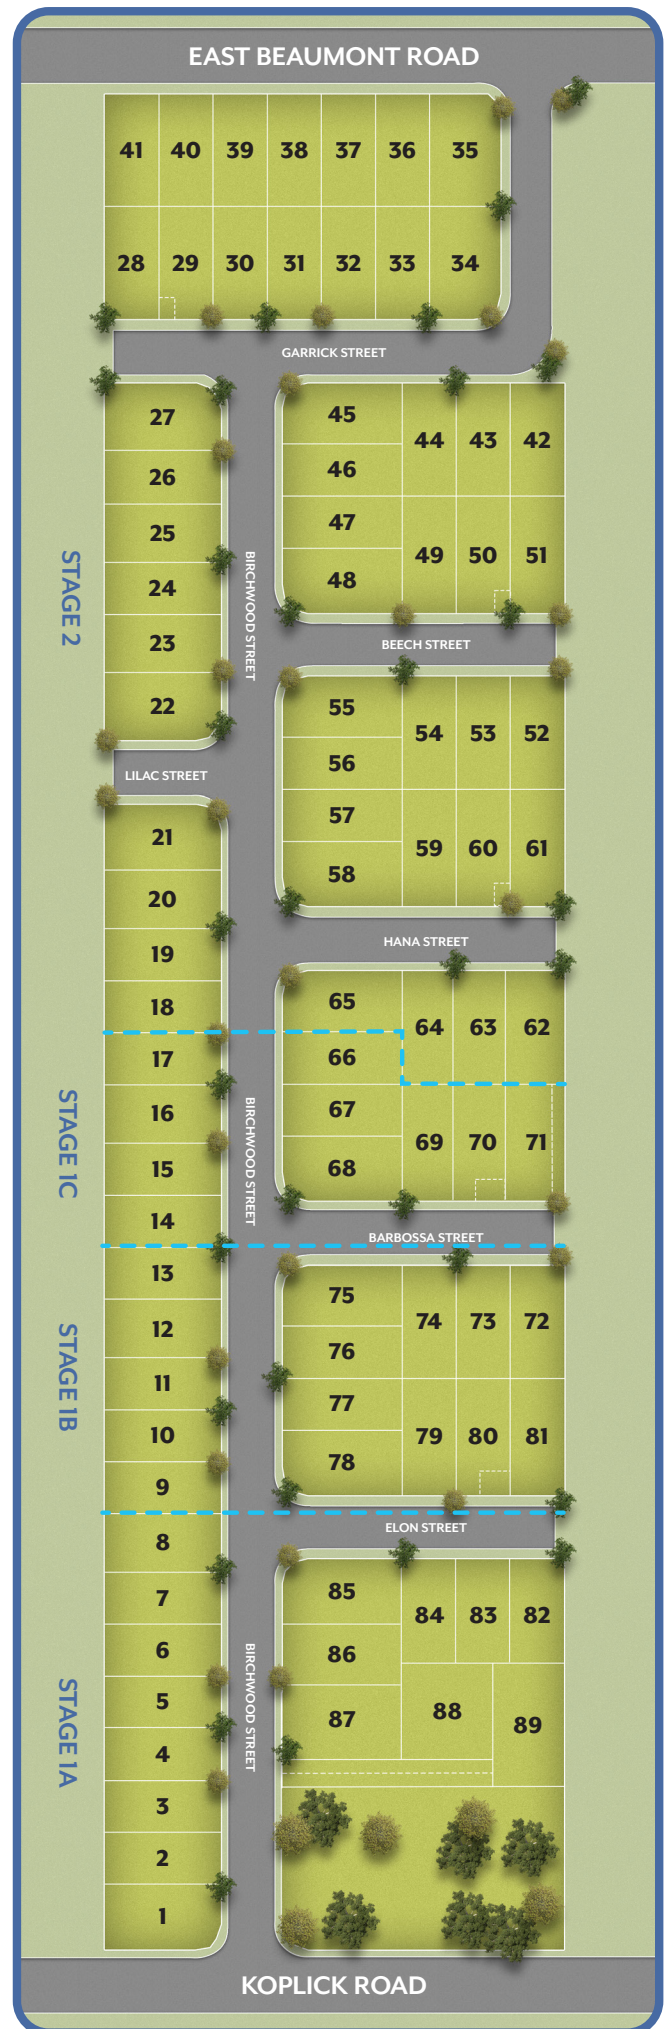 EAST BEAUMONT ROAD
41 40 39 38 37 36 35
28 29 30 31 32 33 34
GARRICK STREET
27
26
25
24
23
22
STAGE 2
BIRCHWOOD STREET
45
46
47
48
44 43 42
49 50 51
BEECH STREET
LILAC STREET
55
56
57
58
54 53 52
59 60 61
HANA STREET
21
20
19
18
65
66
67
68
64 63 62
69 70 71
17
16
15
14
STAGE 1C
BIRCHWOOD STREET
BARBOSSA STREET
13
12
11
10
9
STAGE 1B
75
76
77
78
74 73 72
79 80 81
ELON STREET
8
7
6
5
4
3
2
1
STAGE 1A
BIRCHWOOD STREET
85
86
87
84 83 82
88
89
KOPLICK ROAD